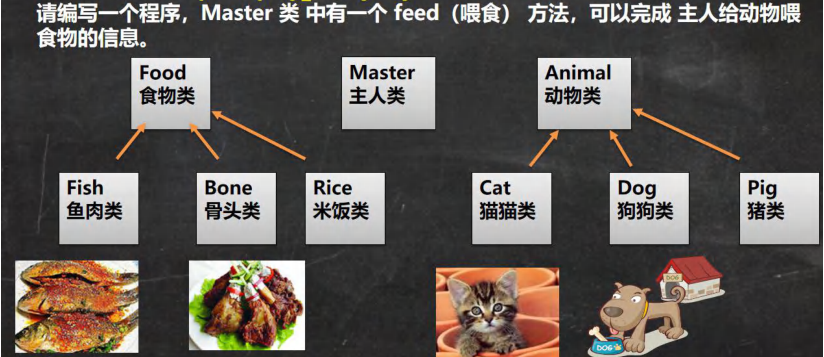 请编写一个程序，Master 类 中有一个 feed（喂食） 方法，可以完成 主人给动物喂
食物的信息。
Food
食物类
Master
主人类
Animal
动物类
Fish
鱼肉类
Bone
骨头类
Rice
米饭类
Cat
猫猫类
Dog
狗狗类
Pig
猪类
DOG
DOG